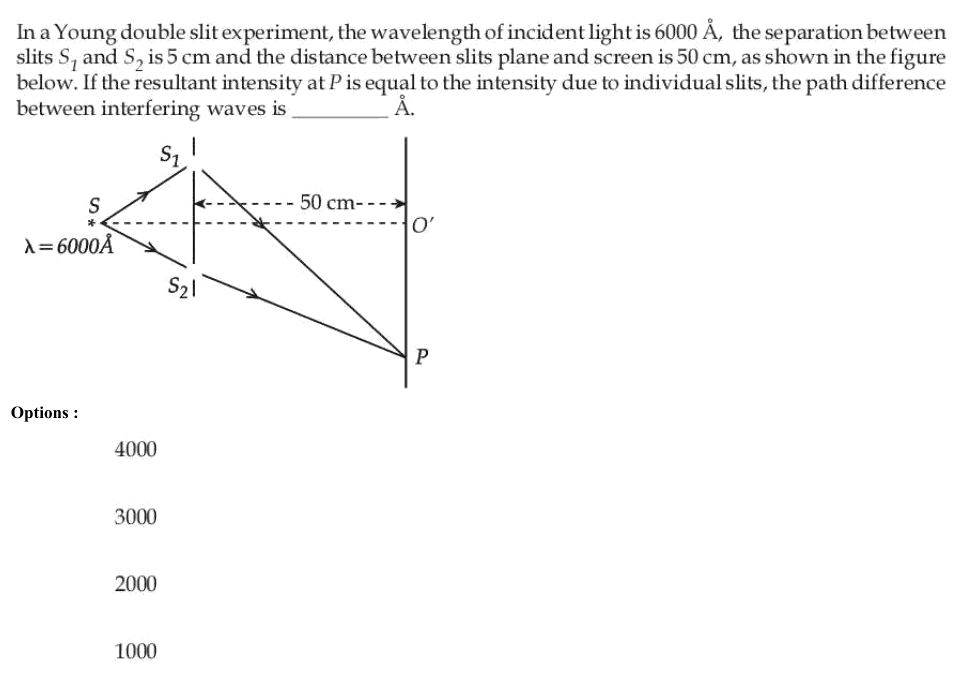 In a Young double slit experiment, the wavelength of incident light is 6000 Å, the separation between
slits S₁ and S₂ is 5 cm and the distance between slits plane and screen is 50 cm, as shown in the figure
below. If the resultant intensity at P is equal to the intensity due to individual slits, the path difference
between interfering waves is __________ Å.
S₁
S
*
50 cm
O'
λ=6000Å
S₂
P
Options :
4000
3000
2000
1000